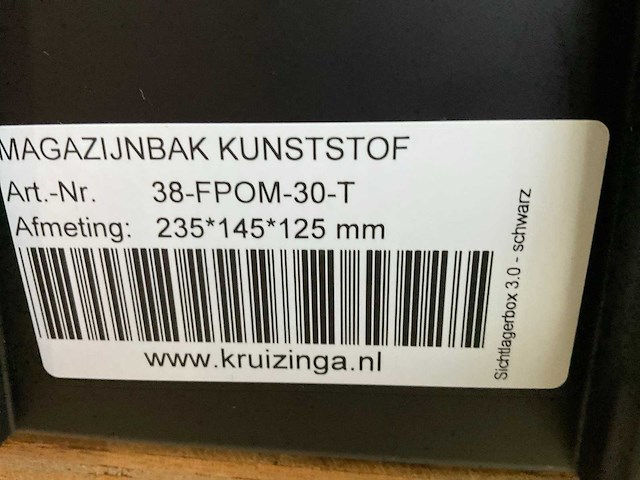 MAGAZIJNBAK KUNSTSTOF
Art.-Nr. 38-FPOM-30-T
Afmeting: 235*145*125 mm
www.kruizinga.nl
Sichtlagerbox 3.0 - schwarz